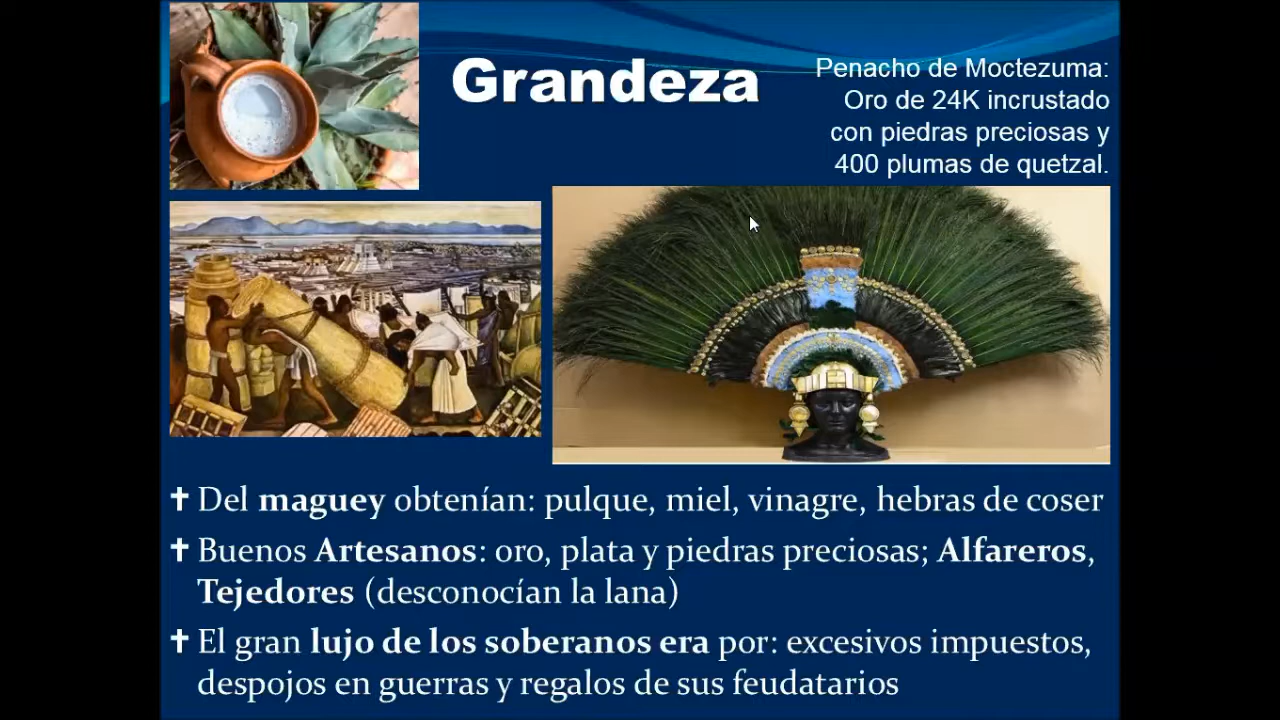 Grandeza
Penacho de Moctezuma:
Oro de 24K incrustado
con piedras preciosas y
400 plumas de quetzal.
✝ Del maguey obtenían: pulque, miel, vinagre, hebras de coser
✝ Buenos Artesanos: oro, plata y piedras preciosas; Alfareros,
Tejedores (desconocían la lana)
✝ El gran lujo de los soberanos era por: excesivos impuestos,
despojos en guerras y regalos de sus feudatarios